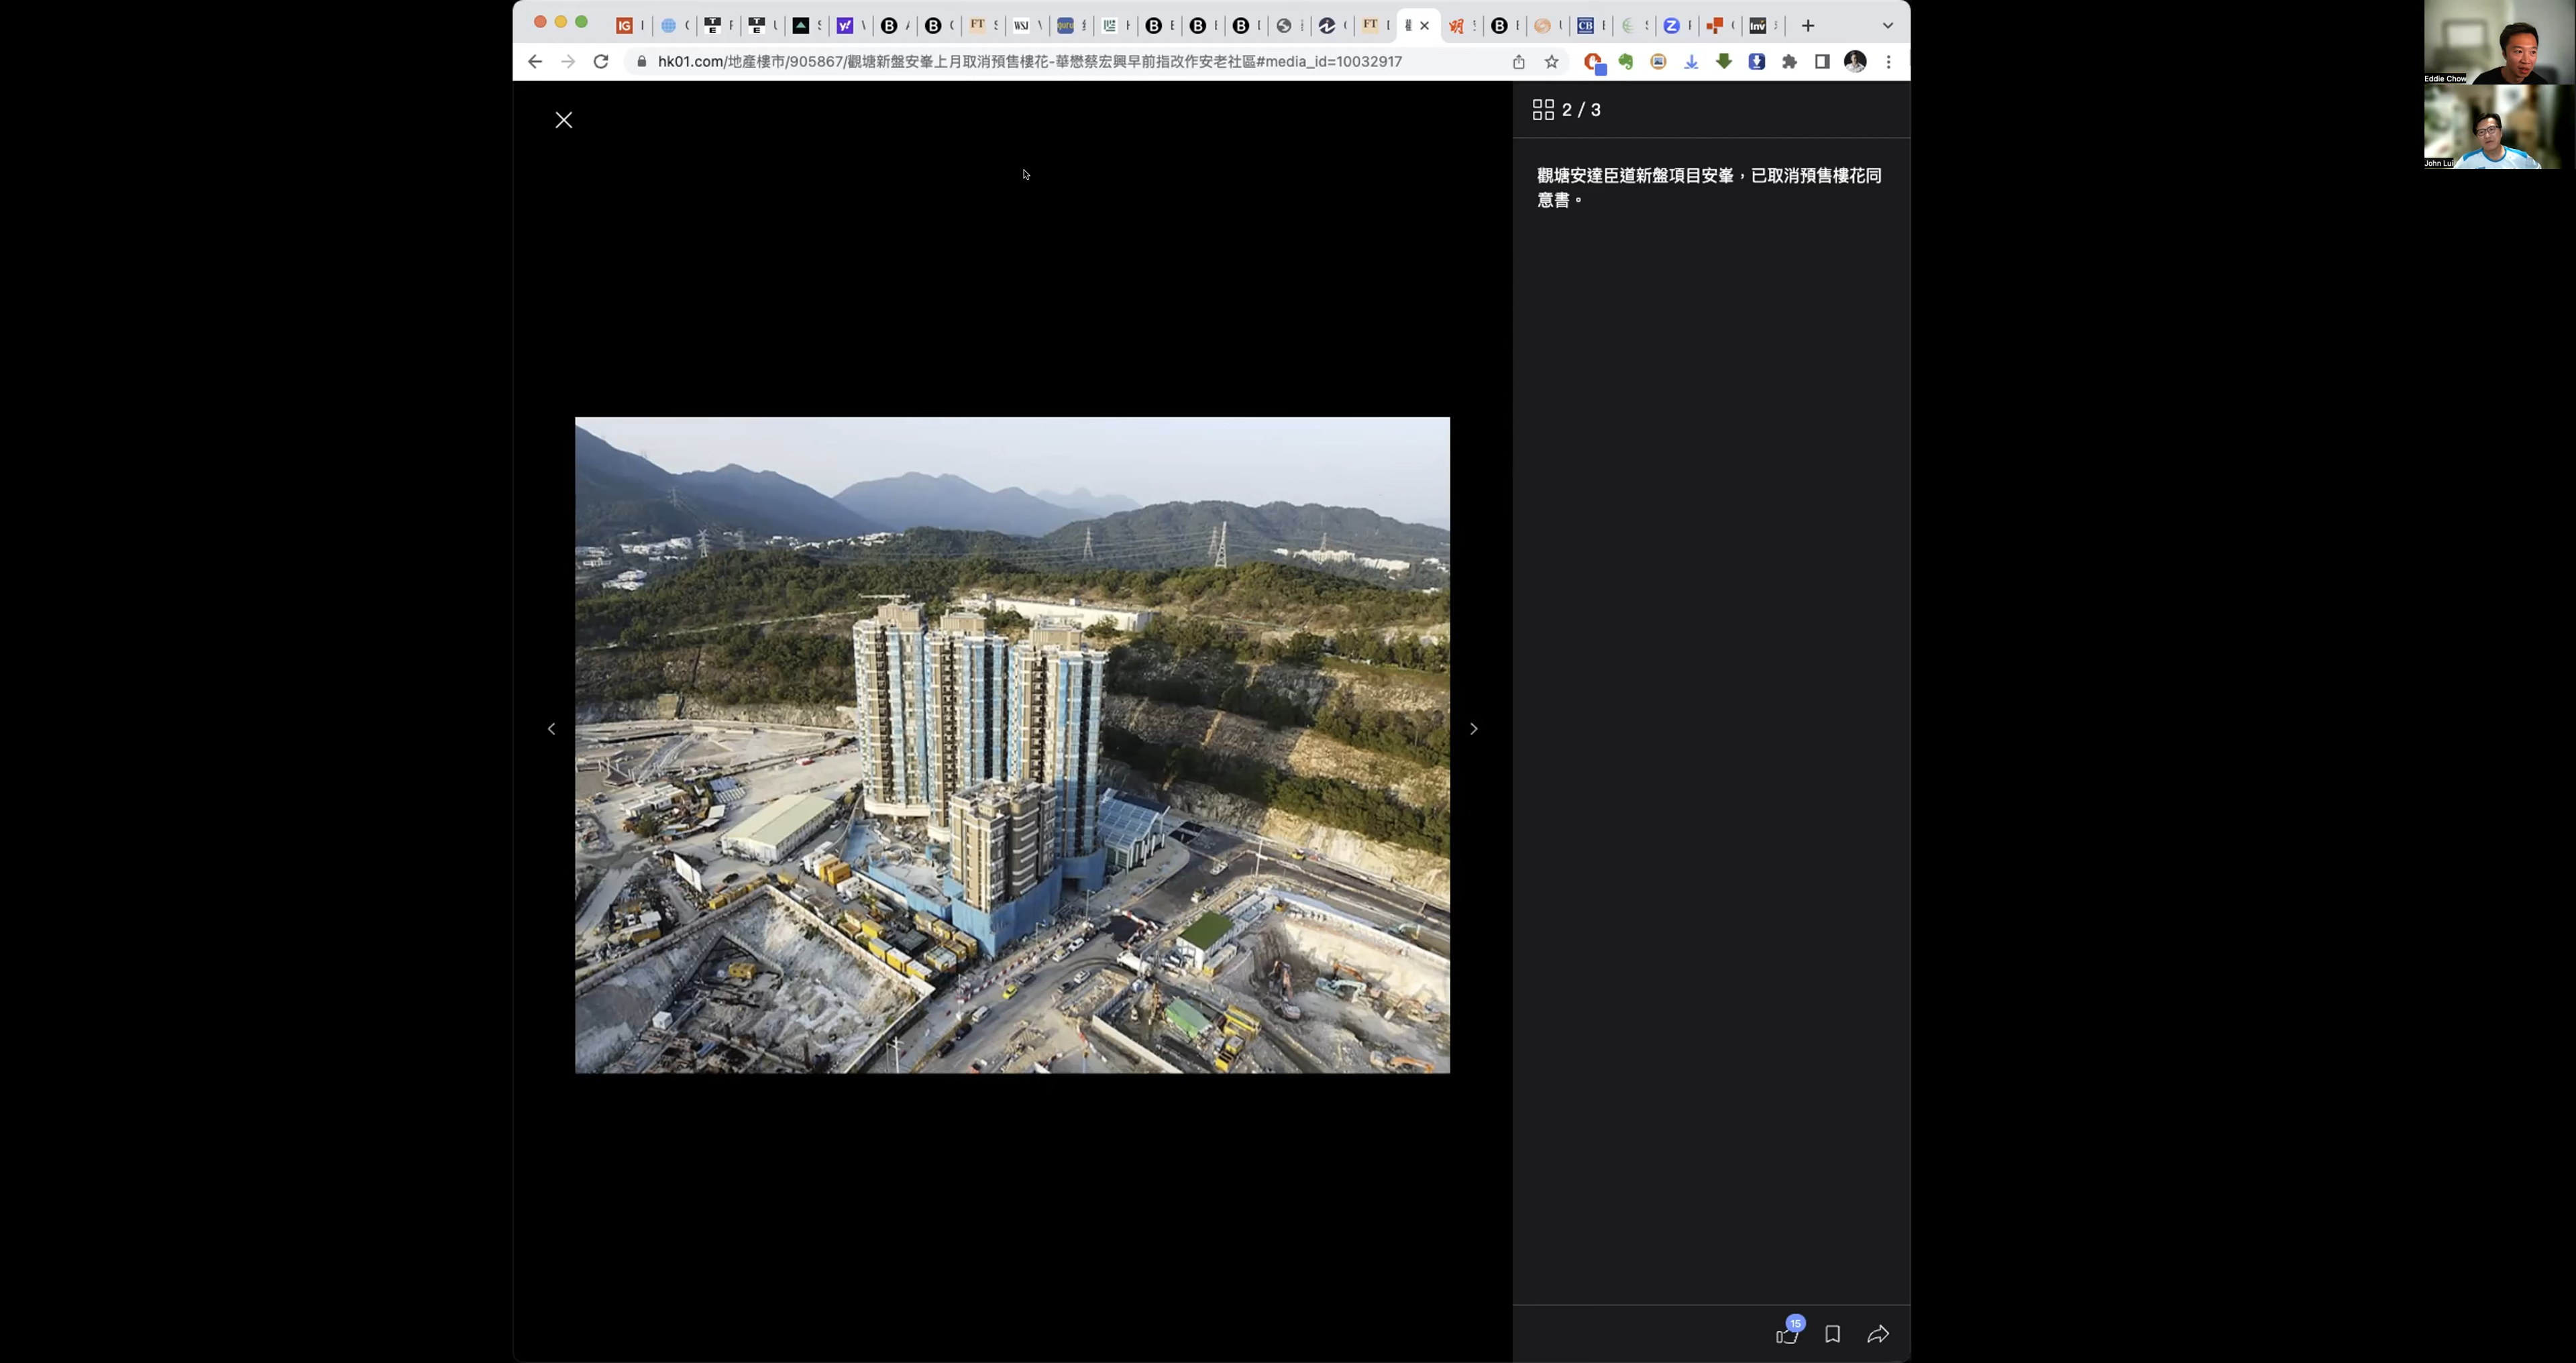 hk01.com/地產樓市/905867/觀塘新盤安峯上月取消預售樓花-華懋蔡宏興早前指改作安老社區#media_id=10032917
2 / 3
觀塘安達臣道新盤項目安峯，已取消預售樓花同
意書。
15
Eddie Chow
John Lui